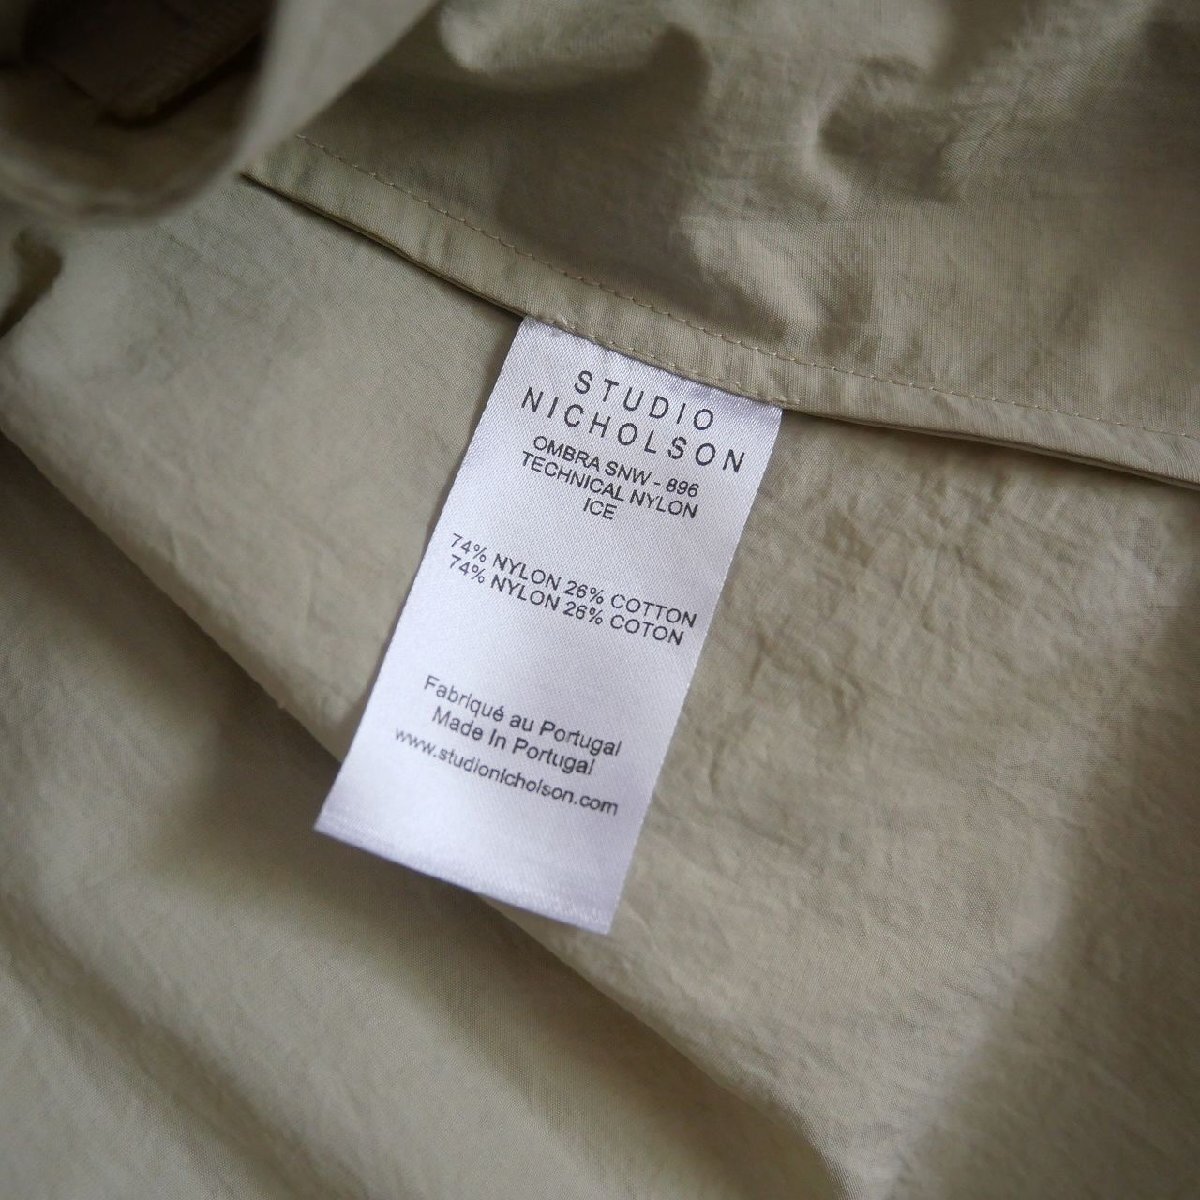 STUDIO
NICHOLSON
OMBRA SNW - 896
TECHNICAL NYLON
ICE
74% NYLON 26% COTTON
74% NYLON 26% COTON
Fabriqué au Portugal
Made In Portugal
www.studionicholson.com